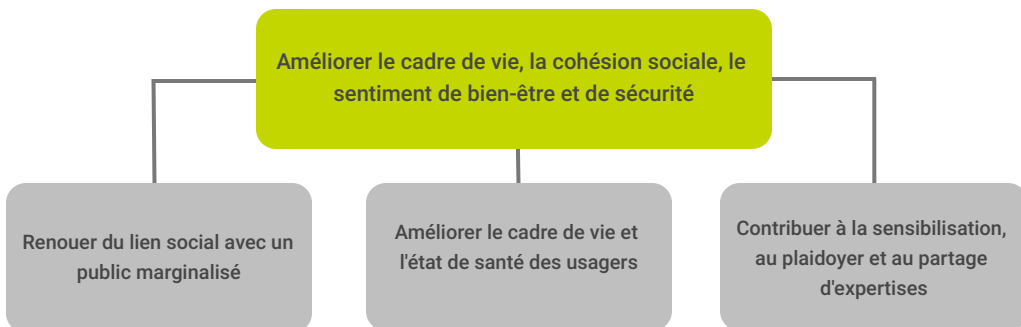 Améliorer le cadre de vie, la cohésion sociale, le
sentiment de bien-être et de sécurité
Renouer du lien social avec un
public marginalisé
Améliorer le cadre de vie et
l'état de santé des usagers
Contribuer à la sensibilisation,
au plaidoyer et au partage
d'expertises